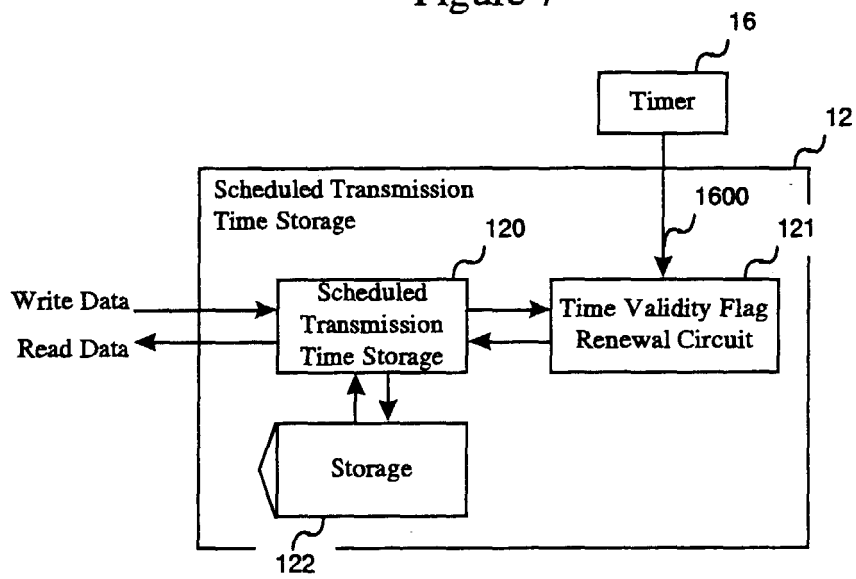 Figure 7
16
Timer
12
Scheduled Transmission
Time Storage
1600
120
121
Write Data
Read Data
Scheduled
Transmission
Time Storage
Time Validity Flag
Renewal Circuit
Storage
122